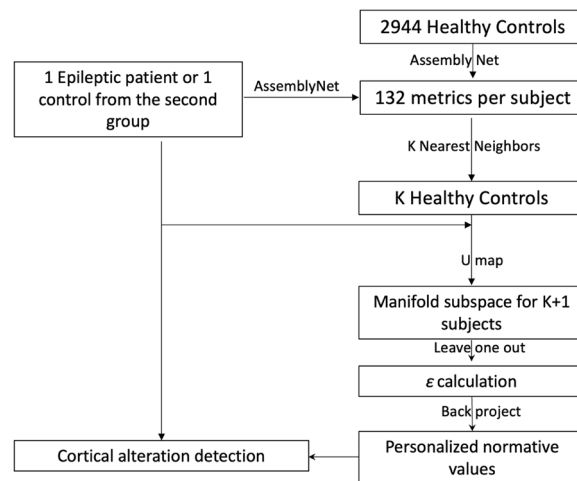 2944 Healthy Controls
Assembly Net
1 Epileptic patient or 1
control from the second
group
AssemblyNet
132 metrics per subject
K Nearest Neighbors
K Healthy Controls
U map
Manifold subspace for K+1
subjects
Leave one out
ε calculation
Back project
Personalized normative
values
Cortical alteration detection